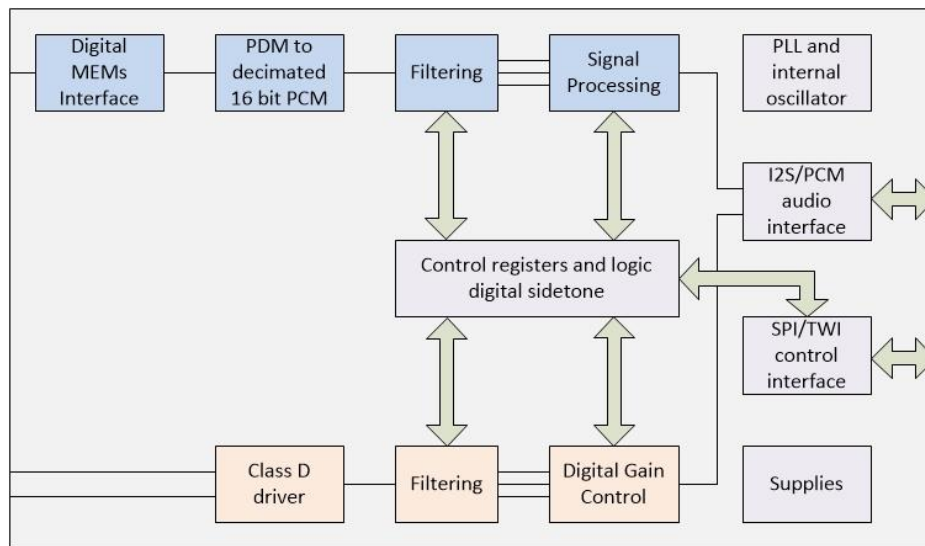 Digital
MEMs
Interface
PDM to
decimated
16 bit PCM
Filtering
Signal
Processing
PLL and
internal
oscillator
I2S/PCM
audio
interface
Control registers and logic
digital sidetone
SPI/TWI
control
interface
Class D
driver
Filtering
Digital Gain
Control
Supplies